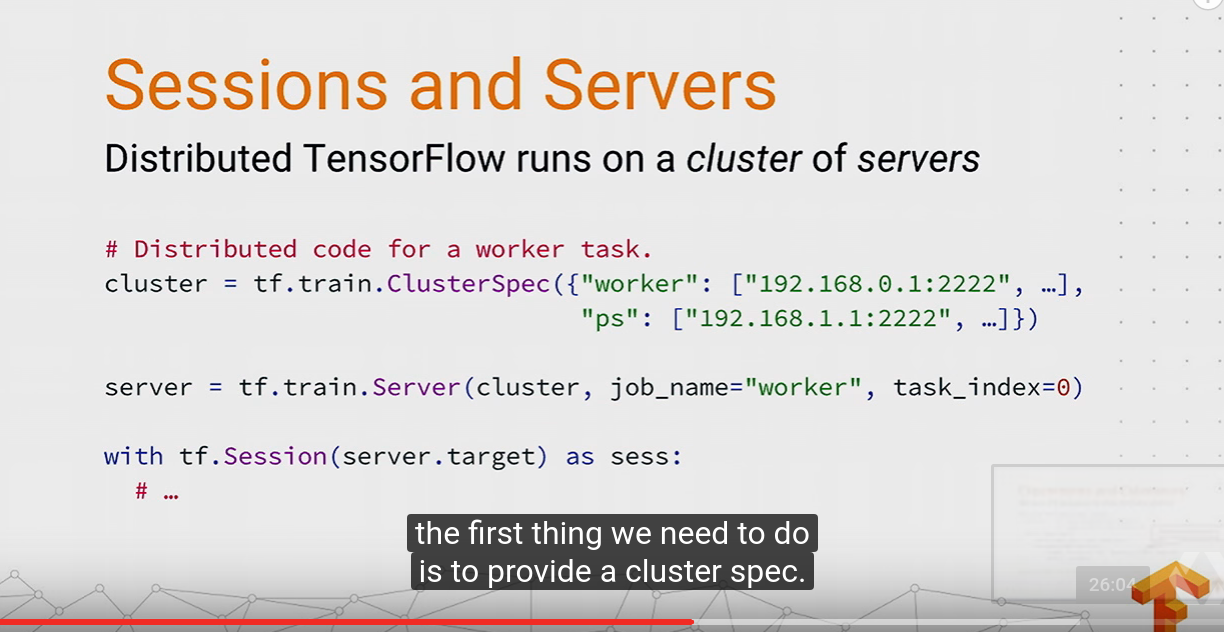 Sessions and Servers
Distributed TensorFlow runs on a cluster of servers
# Distributed code for a worker task.
cluster = tf.train.ClusterSpec({"worker": ["192.168.0.1:2222", …],
"ps": ["192.168.1.1:2222", …]})
server = tf.train.Server(cluster, job_name="worker", task_index=0)
with tf.Session(server.target) as sess:
# …
the first thing we need to do
is to provide a cluster spec.
26:04